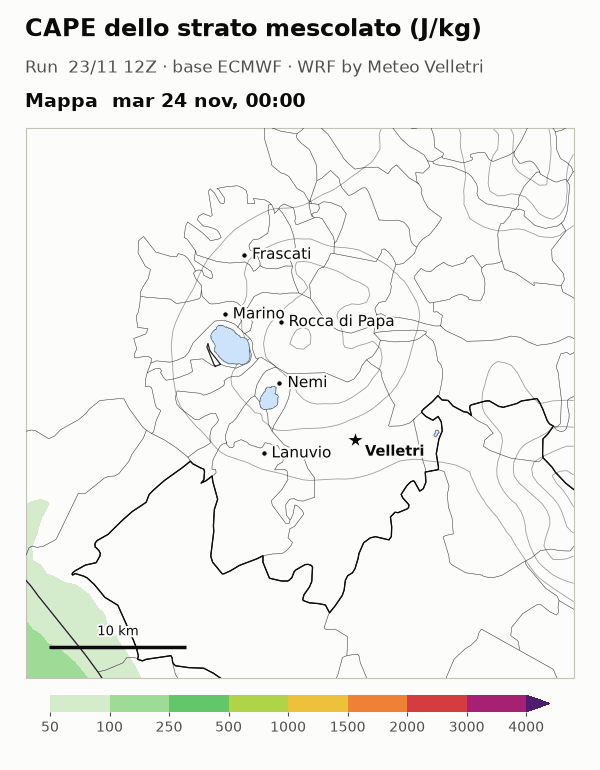 CAPE dello strato mescolato (J/kg)
Run  23/11 12Z · base ECMWF · WRF by Meteo Velletri
Mappa  mar 24 nov, 00:00
Frascati
Marino
Rocca di Papa
Nemi
Velletri
Lanuvio
10 km
50 100 250 500 1000 1500 2000 3000 4000